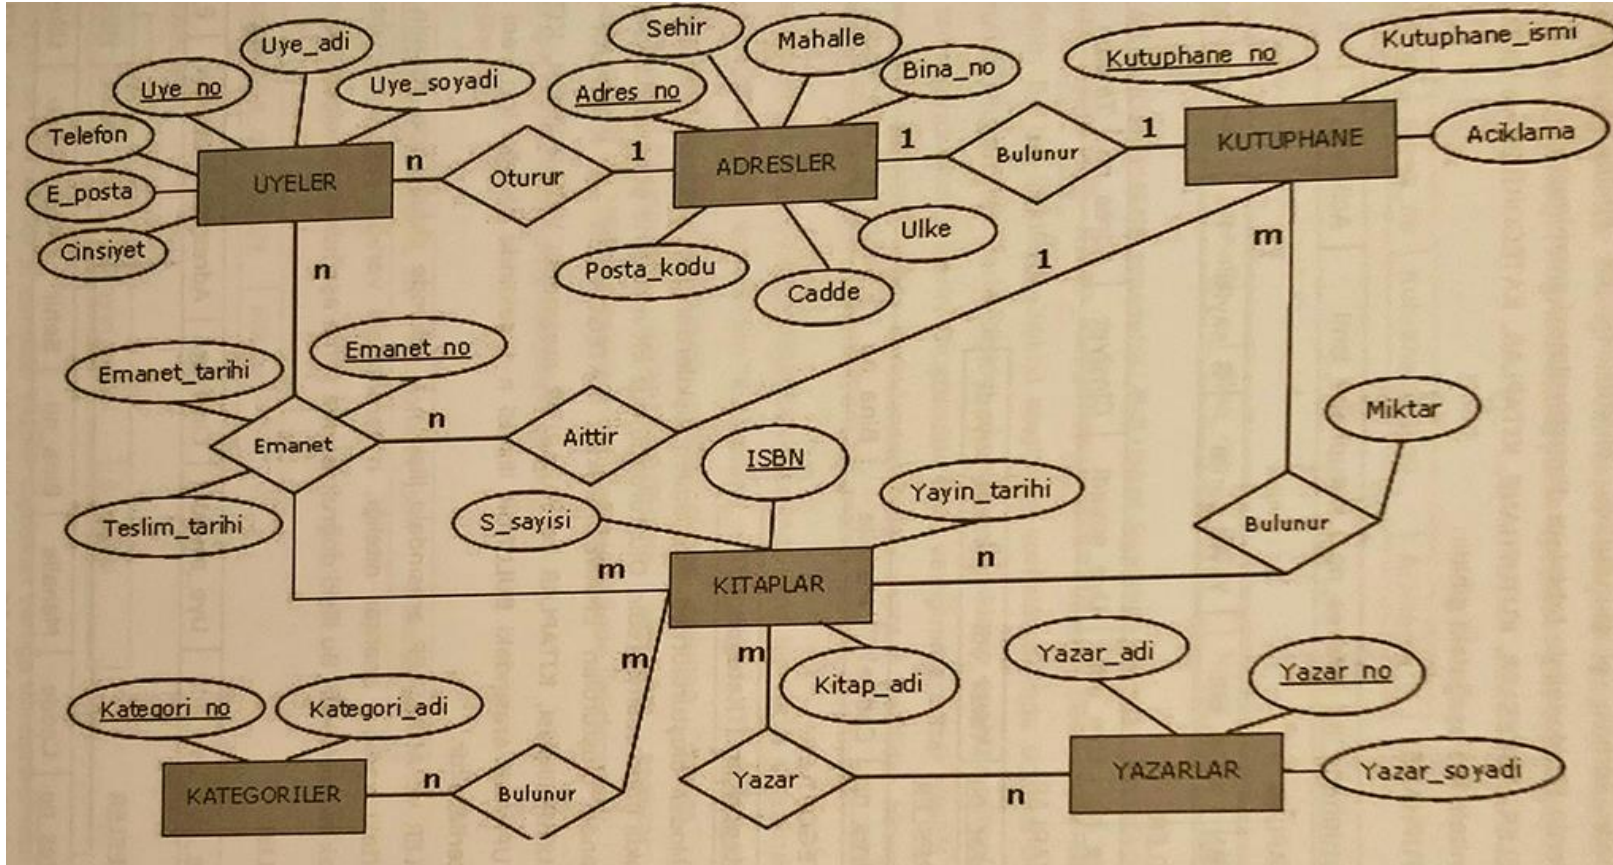 Sehir
Mahalle
Kutuphane_ismi
Uye_adi
Kutuphane_no
Uye_no
Uye_soyadi
Adres_no
Bina_no
Telefon
UYELER
n
Oturur
1
ADRESLER
1
Bulunur
1
KUTUPHANE
Aciklama
E_posta
Cinsiyet
Posta_kodu
Cadde
Ulke
n
1
m
Emanet_tarihi
Emanet_no
Emanet
n
Aittir
Miktar
ISBN
Yayin_tarihi
S_sayisi
Teslim_tarihi
Bulunur
m
KITAPLAR
n
m
m
Kitap_adi
Yazar_adi
Yazar_no
Kategori_no
Kategori_adi
KATEGORILER
n
Bulunur
Yazar
n
YAZARLAR
Yazar_soyadi